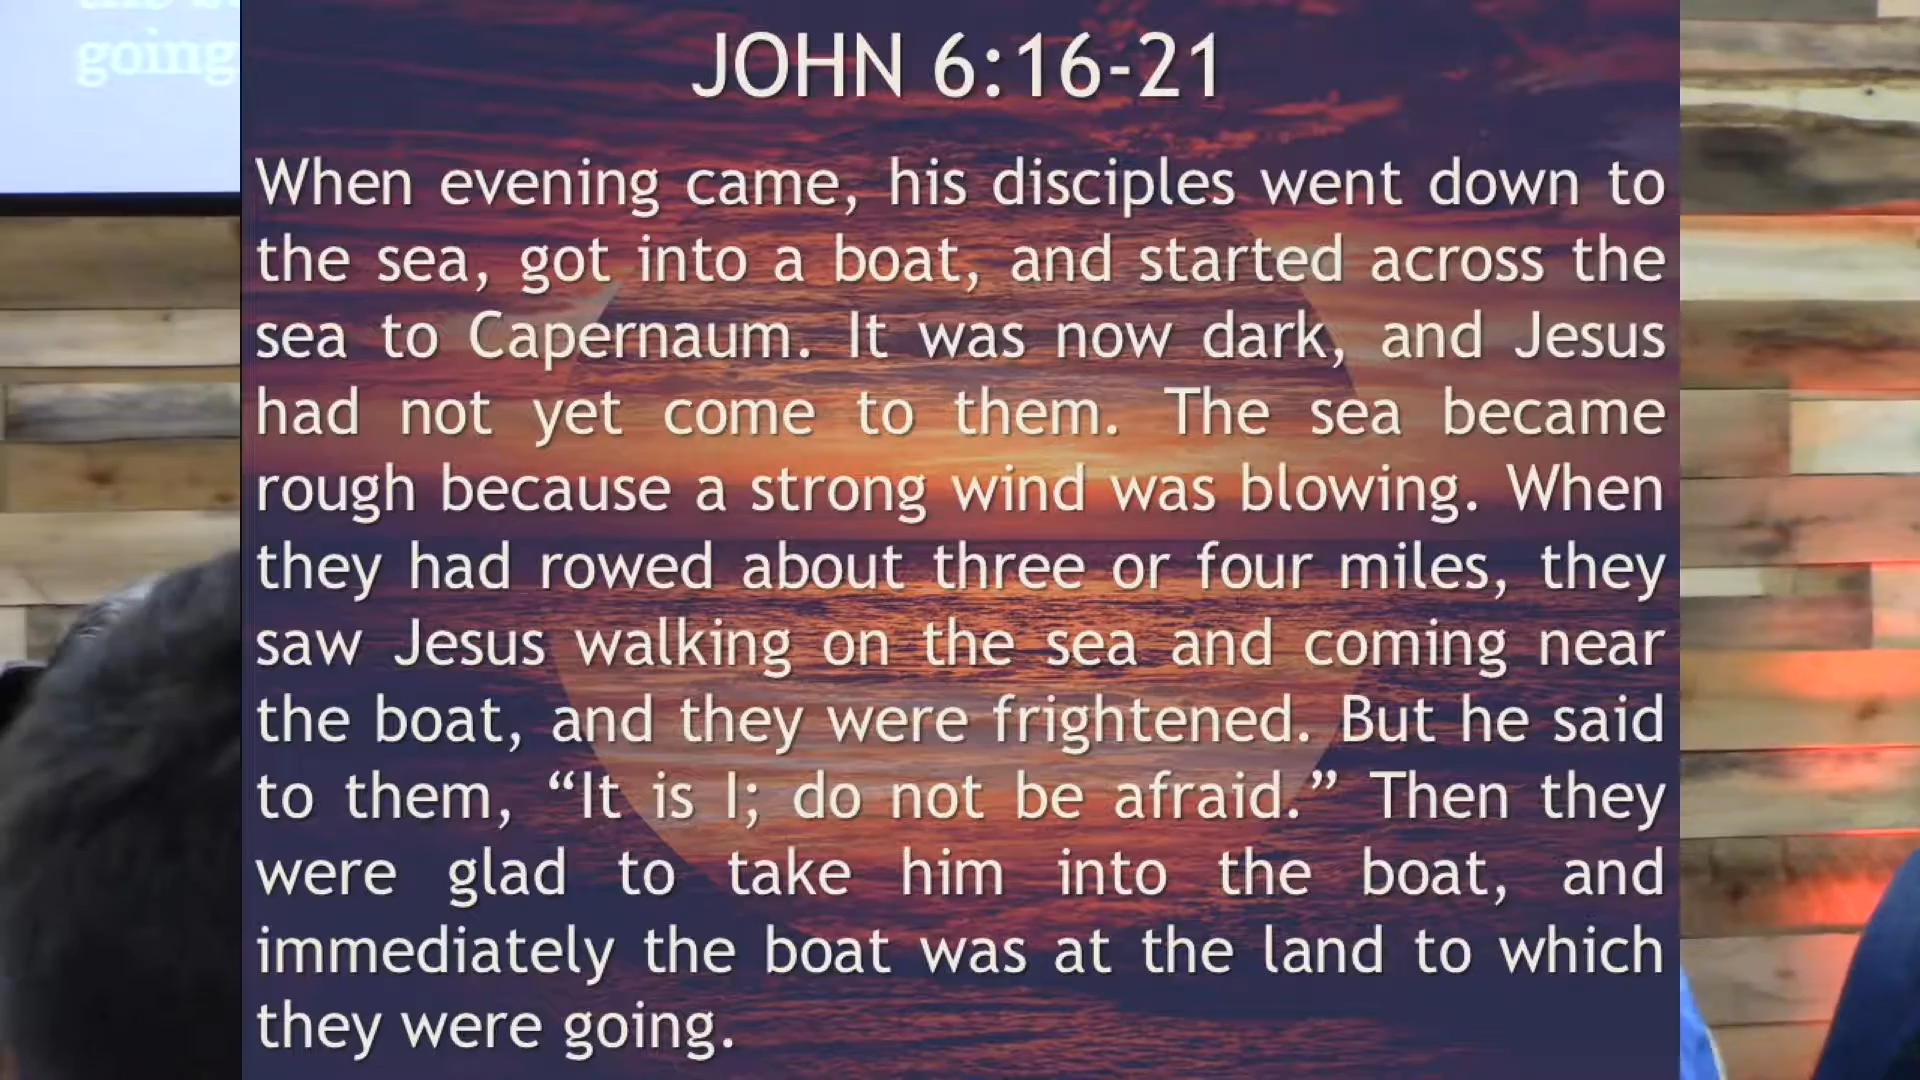 going
JOHN 6:16-21
When evening came, his disciples went down to
the sea, got into a boat, and started across the
sea to Capernaum. It was now dark, and Jesus
had not yet come to them. The sea became
rough because a strong wind was blowing. When
they had rowed about three or four miles, they
saw Jesus walking on the sea and coming near
the boat, and they were frightened. But he said
to them, “It is I; do not be afraid.” Then they
were glad to take him into the boat, and
immediately the boat was at the land to which
they were going.